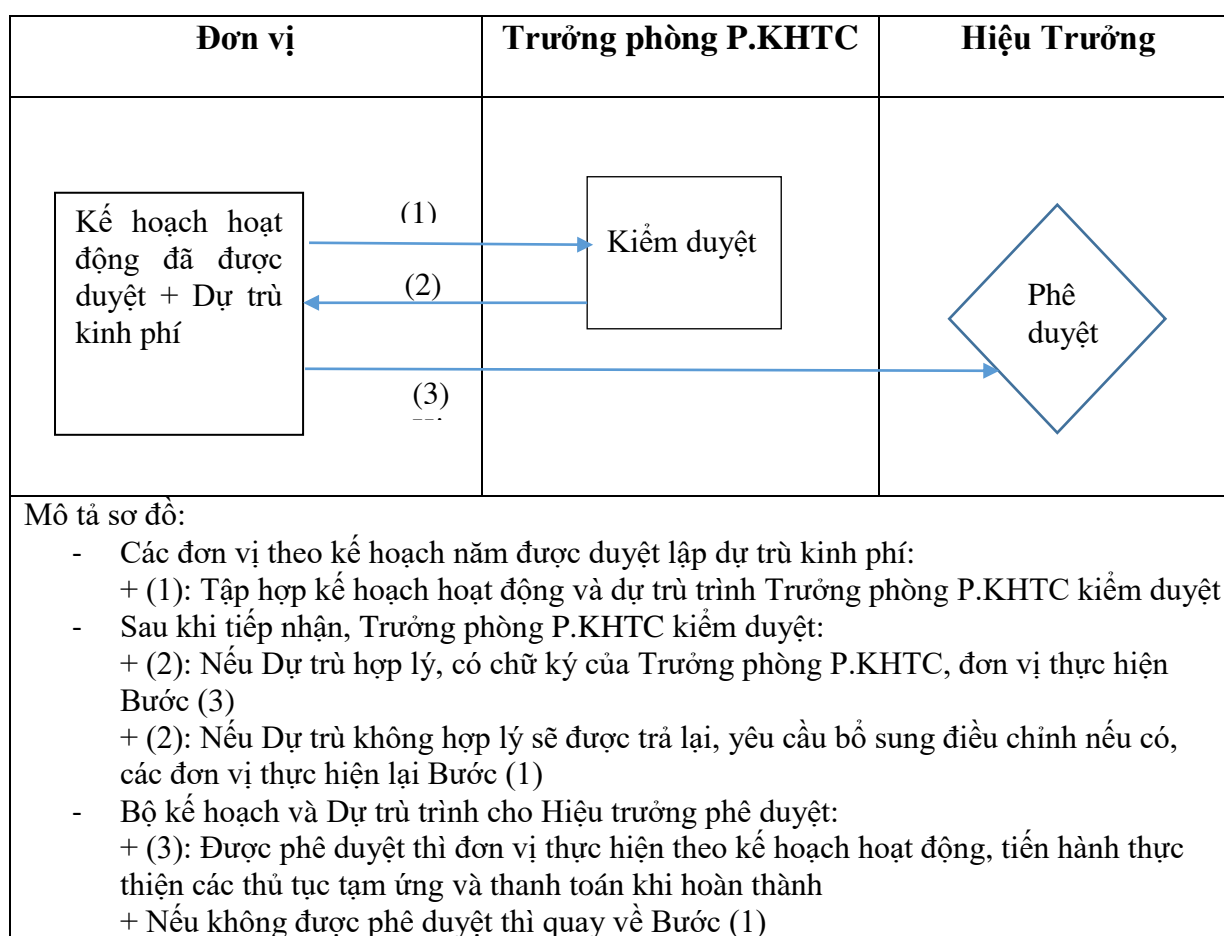 Đơn vị
Trưởng phòng P.KHTC
Hiệu Trưởng
Kế hoạch hoạt
động đã được
duyệt + Dự trù
kinh phí
(1)
(2)
(3)
Kiểm duyệt
Phê
duyệt
Mô tả sơ đồ:
- Các đơn vị theo kế hoạch năm được duyệt lập dự trù kinh phí:
+ (1): Tập hợp kế hoạch hoạt động và dự trù trình Trưởng phòng P.KHTC kiểm duyệt
- Sau khi tiếp nhận, Trưởng phòng P.KHTC kiểm duyệt:
+ (2): Nếu Dự trù hợp lý, có chữ ký của Trưởng phòng P.KHTC, đơn vị thực hiện
Bước (3)
+ (2): Nếu Dự trù không hợp lý sẽ được trả lại, yêu cầu bổ sung điều chỉnh nếu có,
các đơn vị thực hiện lại Bước (1)
- Bộ kế hoạch và Dự trù trình cho Hiệu trưởng phê duyệt:
+ (3): Được phê duyệt thì đơn vị thực hiện theo kế hoạch hoạt động, tiến hành thực
thiện các thủ tục tạm ứng và thanh toán khi hoàn thành
+ Nếu không được phê duyệt thì quay về Bước (1)